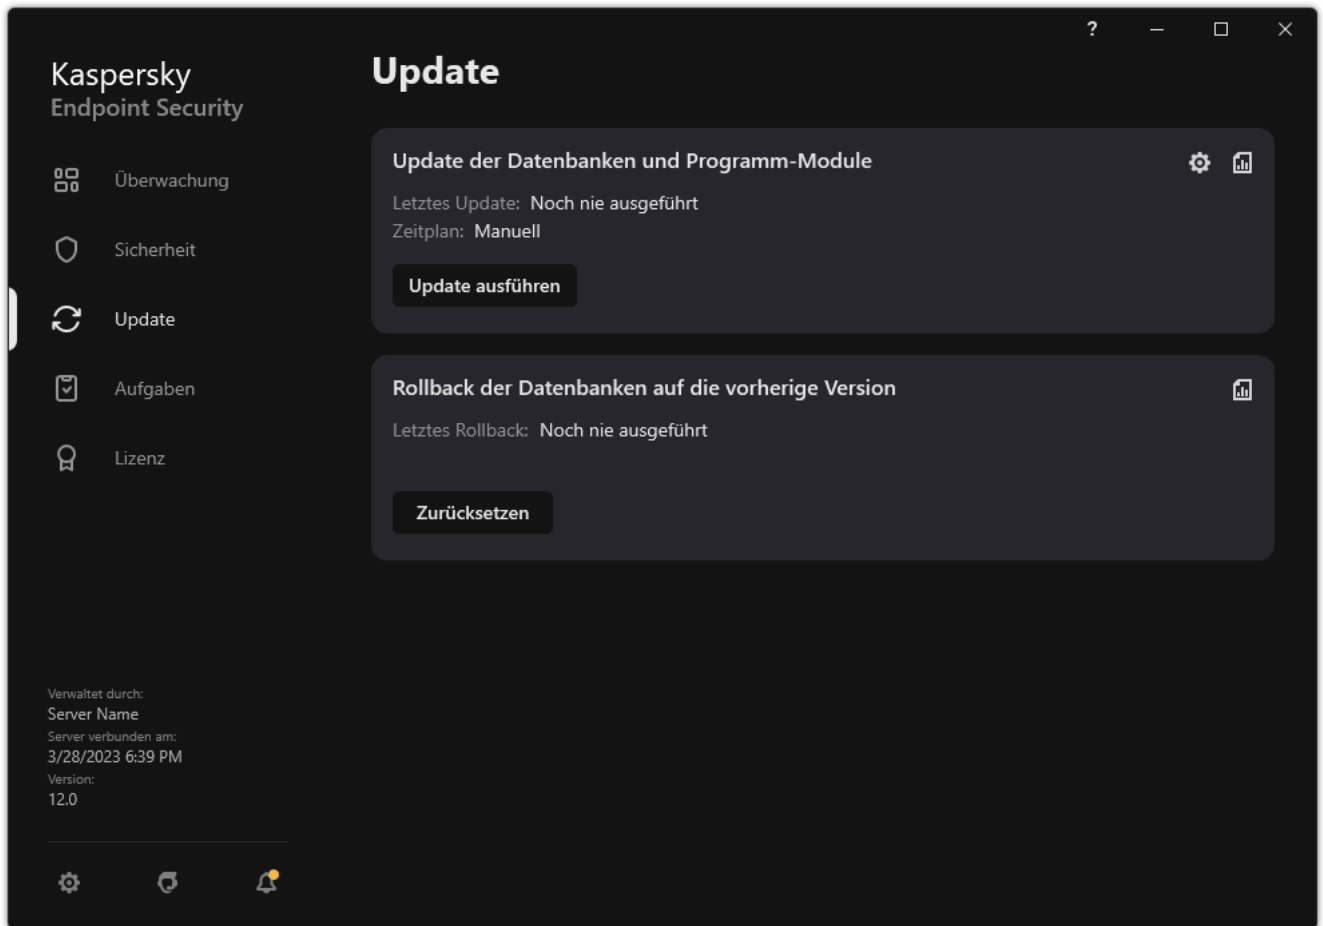 ?
Kaspersky
Endpoint Security
Überwachung
Sicherheit
Update
Aufgaben
Lizenz
Verwaltet durch:
Server Name
Server verbunden am:
3/28/2023 6:39 PM
Version:
12.0
Update
Update der Datenbanken und Programm-Module
Letztes Update: Noch nie ausgeführt
Zeitplan: Manuell
Update ausführen
Rollback der Datenbanken auf die vorherige Version
Letztes Rollback: Noch nie ausgeführt
Zurücksetzen